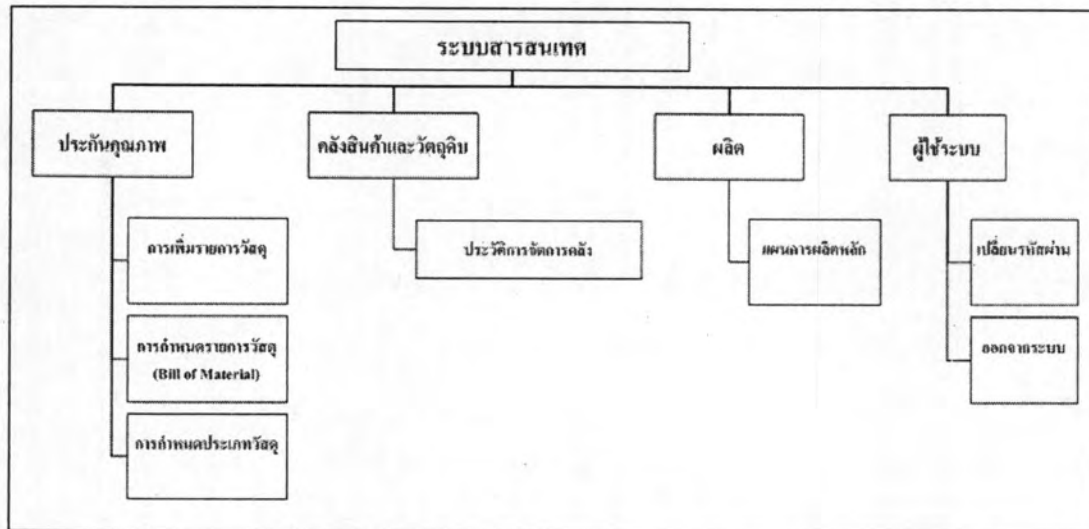 ระบบสารสนเทศ
ประกันคุณภาพ
คลังสินค้าและวัตถุดิบ
ผลิต
ผู้ใช้ระบบ
การเพิ่มรายการวัสดุ
ประวัติการจัดการคลัง
แผนการผลิตหลัก
เปลี่ยนรหัสผ่าน
การกำหนดรายการวัสดุ
(Bill of Material)
ออกจากระบบ
การกำหนดประเภทวัสดุ